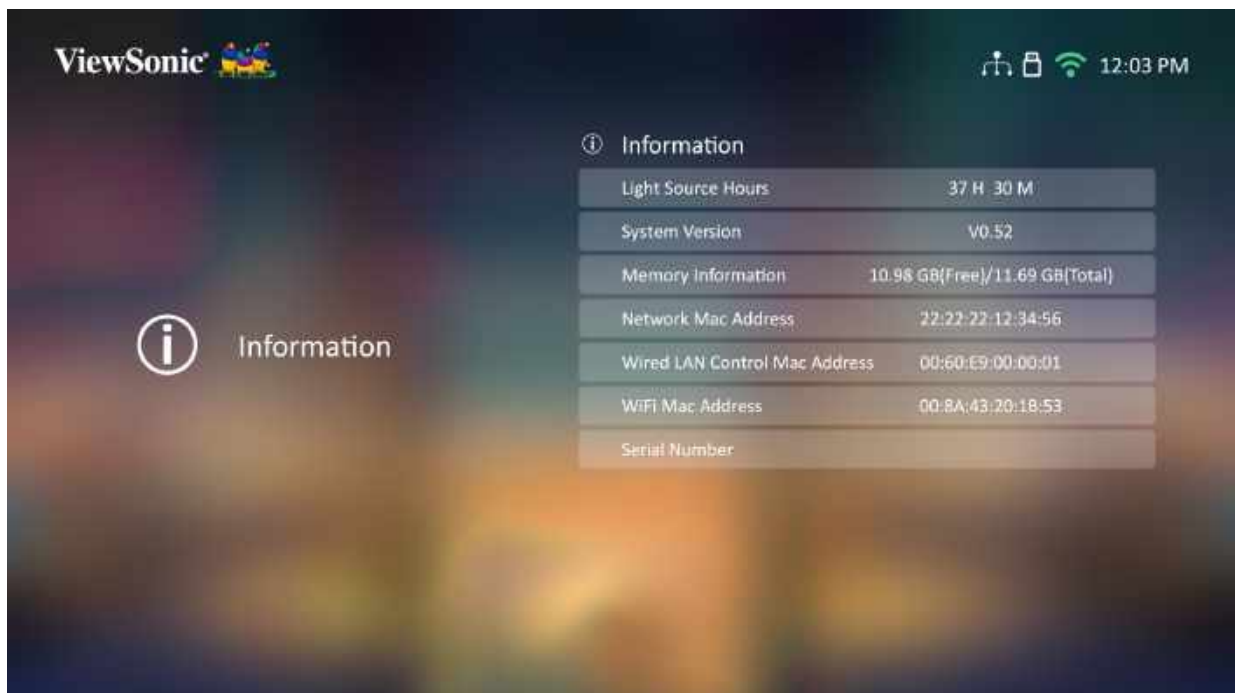 ViewSonic
12:03 PM
Information
Information
Light Source Hours 37 H 30 M
System Version V0.52
Memory Information 10.98 GB(Free)/11.69 GB(Total)
Network Mac Address 22:22:22:12:34:56
Wired LAN Control Mac Address 00:60:E9:00:00:01
WiFi Mac Address 00:8A:43:20:1B:53
Serial Number